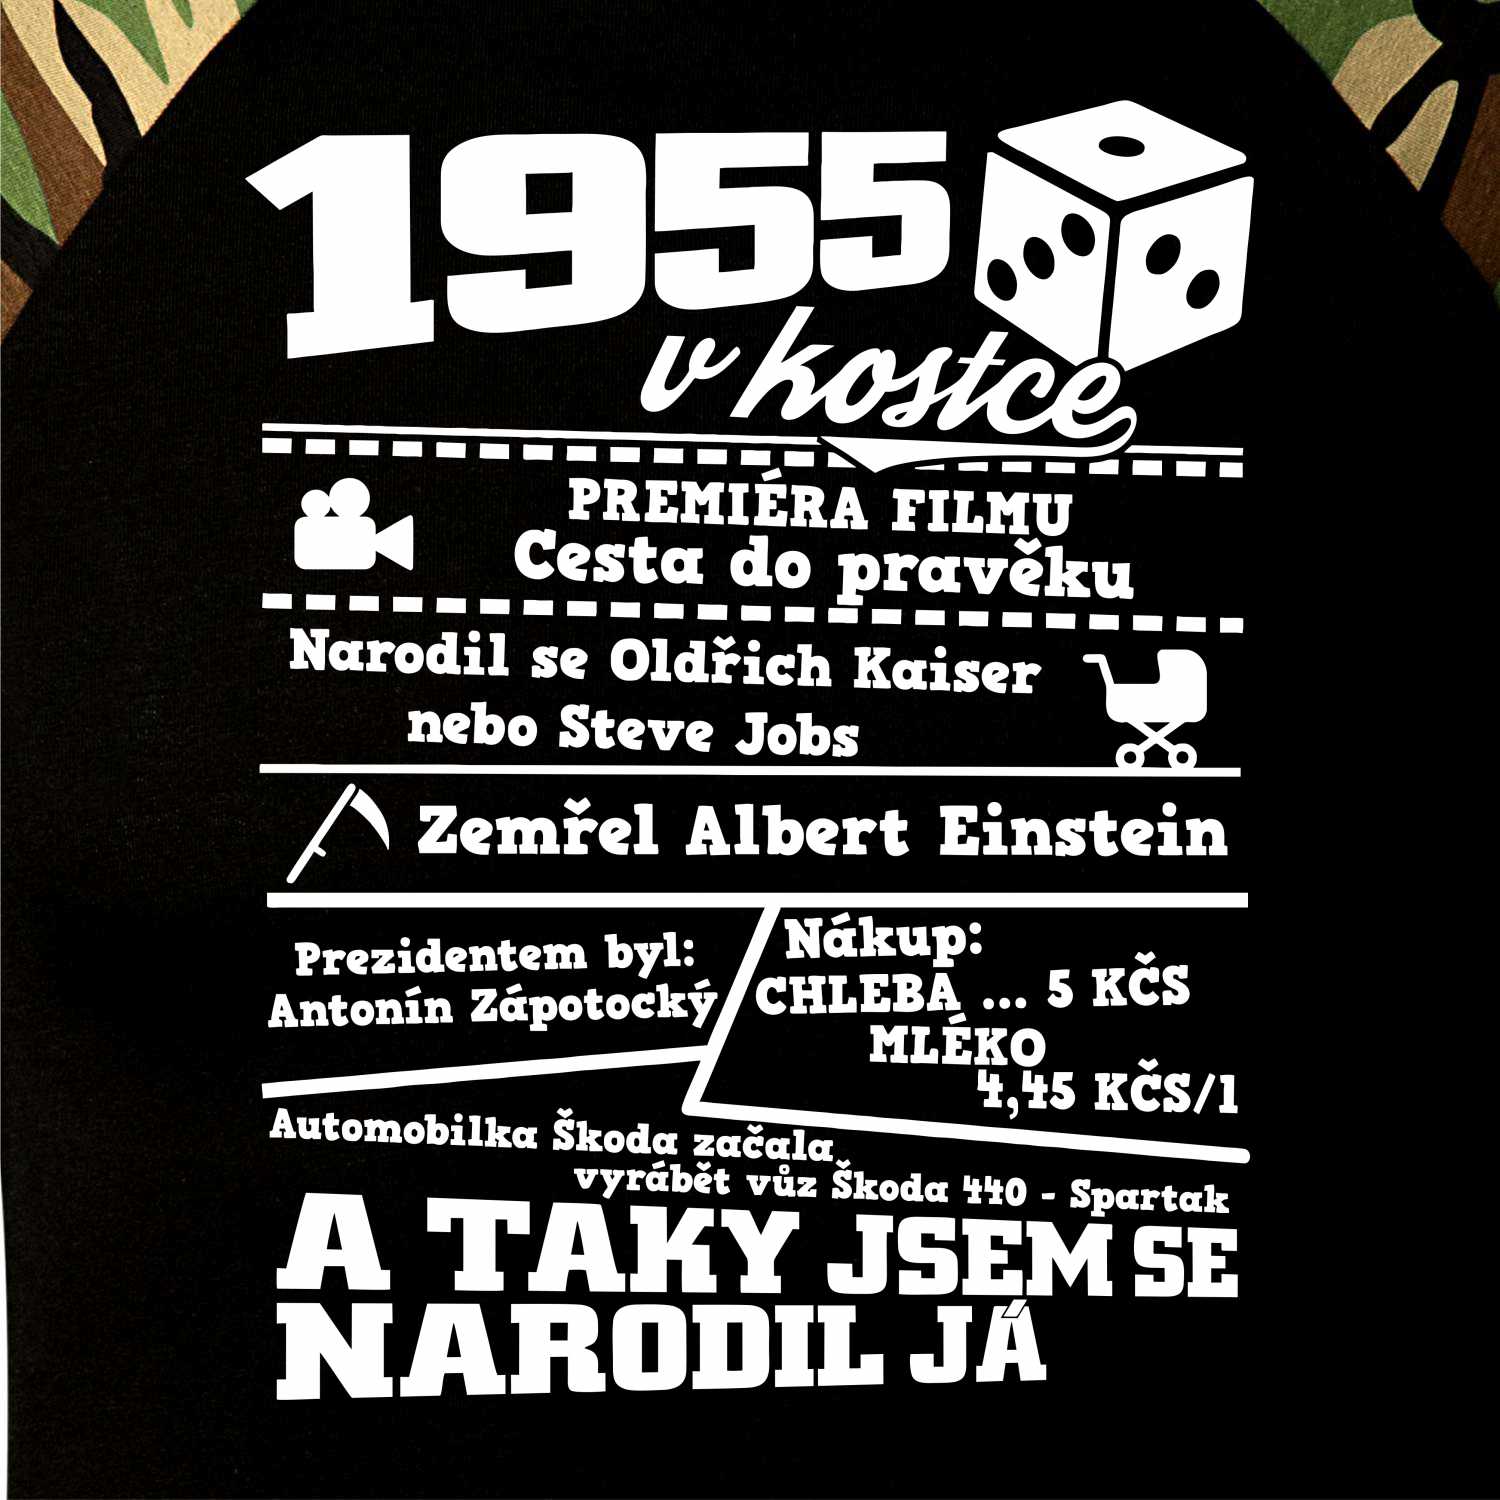 1955
v kostce
PREMIÉRA FILMU
Cesta do pravěku
Narodil se Oldřich Kaiser
nebo Steve Jobs
Zemřel Albert Einstein
Prezidentem byl:
Antonín Zápotocký
Nákup:
CHLEBA ... 5 KČS
MLÉKO
4,45 KČS/l
Automobilka Škoda začala
vyrábět vůz Škoda 440 - Spartak
A TAKY JSEM SE
NARODIL JÁ